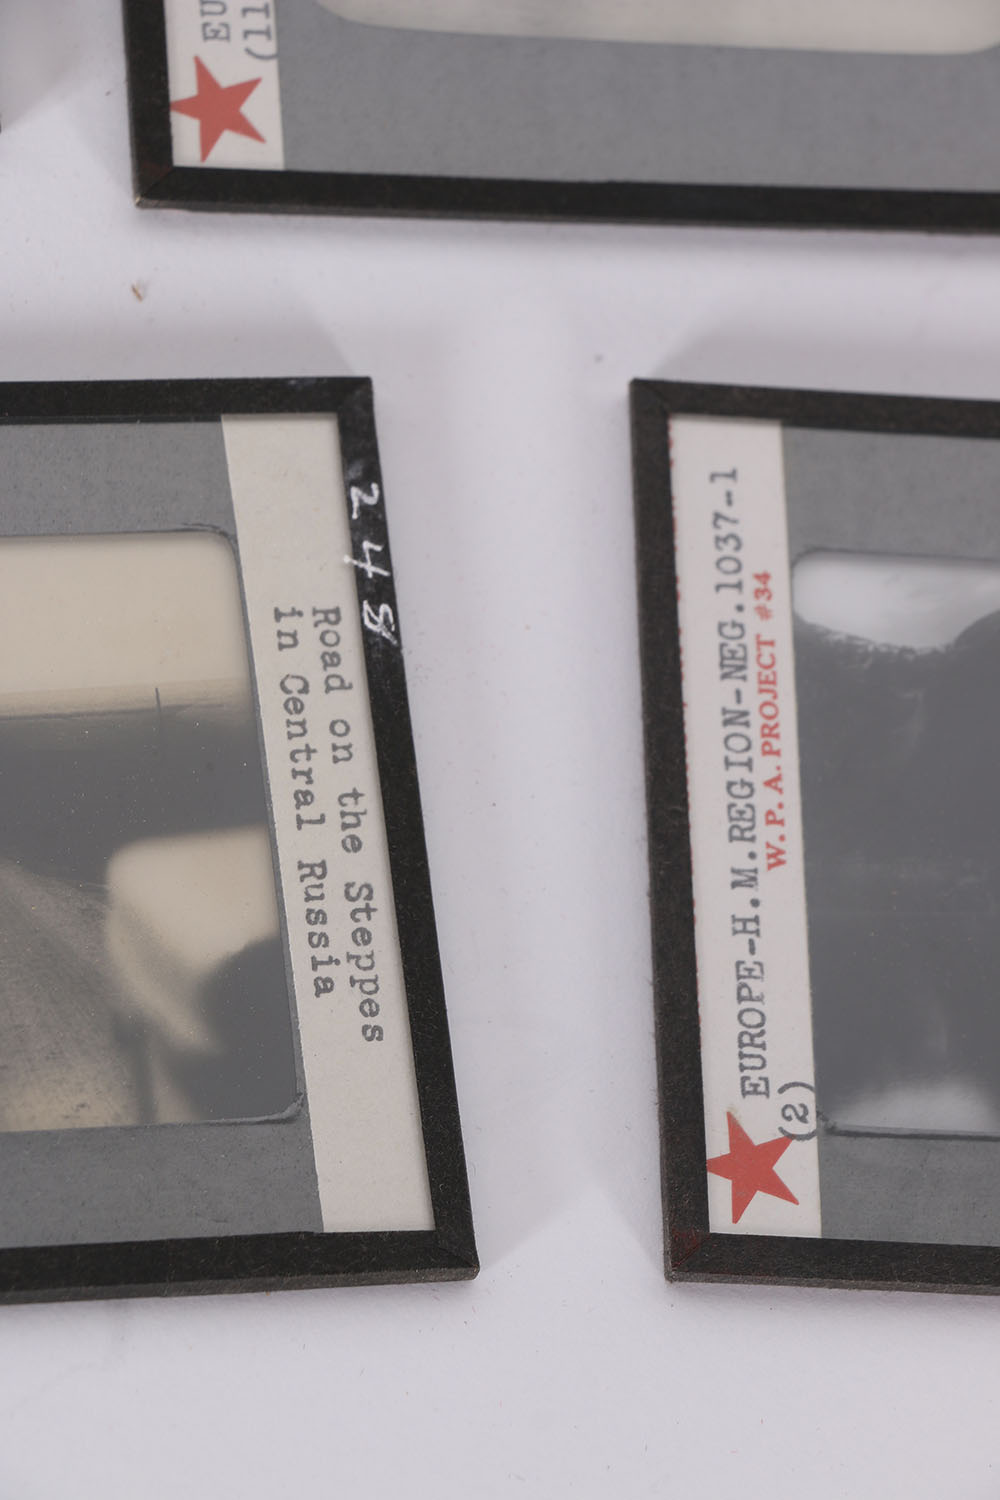 EU
(11
248
Road on the Steppes
in Central Russia
EUROPE-H.M.REGION-NEG.1037-1
W. P. A. PROJECT #34
(2)